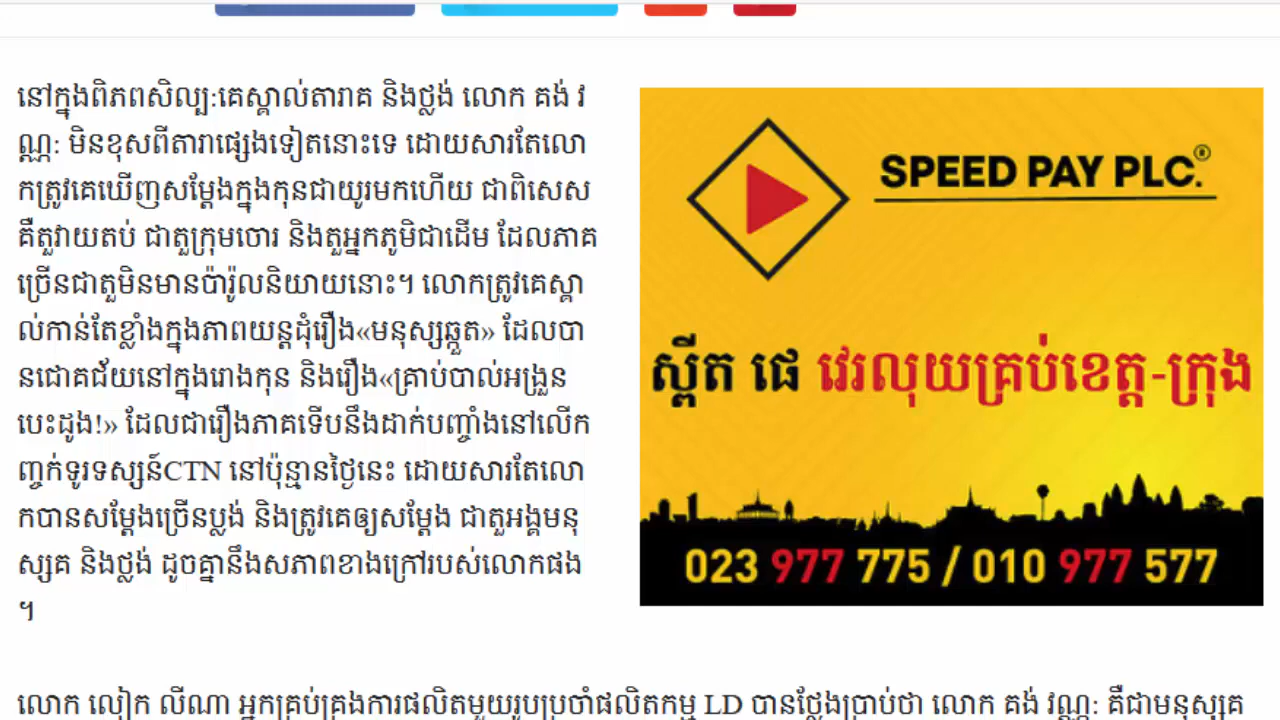 នៅក្នុងពិភពសិល្បៈគេស្គាល់តារាគ និងថ្លង់ លោក គង់ វ
ណ្ណៈ មិនខុសពីតារាផ្សេងទៀតនោះទេ ដោយសារតែលោ
កត្រូវគេឃើញសម្ដែងក្នុងកុនជាយូរមកហើយ ជាពិសេស
គឺតួវាយតប់ ជាតួក្រុមចោរ និងតួអ្នកភូមិជាដើម ដែលភាគ
ច្រើនជាតួមិនមានប៉ារ៉ូលនិយាយនោះ។ លោកត្រូវគេស្គា
ល់កាន់តែខ្លាំងក្នុងភាពយន្តដុំរឿង«មនុស្សឆ្កួត» ដែលបា
នជោគជ័យនៅក្នុងរោងកុន និងរឿង«គ្រាប់បាល់អង្រួន
បេះដូង!» ដែលជារឿងភាគទើបនឹងដាក់បញ្ចាំងនៅលើក
ញ្ចក់ទូរទស្សន៍CTN នៅប៉ុន្មានថ្ងៃនេះ ដោយសារតែលោ
កបានសម្ដែងច្រើនប្លង់ និងត្រូវគេឲ្យសម្ដែង ជាតួអង្គមនុ
ស្សគ និងថ្លង់ ដូចគ្នានឹងសភាពខាងក្រៅរបស់លោកផង
។
SPEED PAY PLC.®
ស្ពីត ផេ វេរលុយគ្រប់ខេត្ត-ក្រុង
023 977 775 / 010 977 577
លោក លៀក លីណា អ្នកគ្រប់គ្រងការផលិតមួយរូបប្រចាំផលិតកម្ម LD បានថ្លែងប្រាប់ថា លោក គង់ វណ្ណៈ គឺជាមនុស្សគ